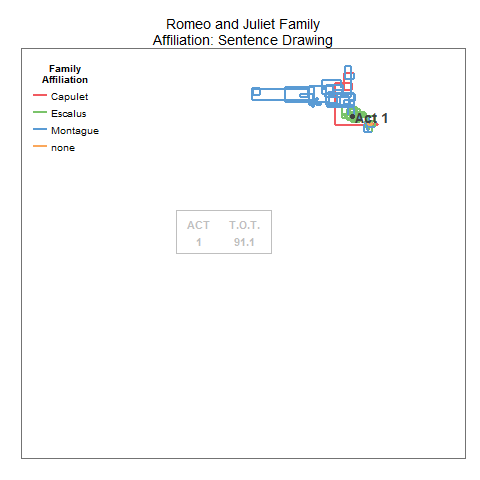 Romeo and Juliet Family
Affiliation: Sentence Drawing
Family
Affiliation
Capulet
Escalus
Montague
none
Act 1
ACT T.O.T.
1 91.1